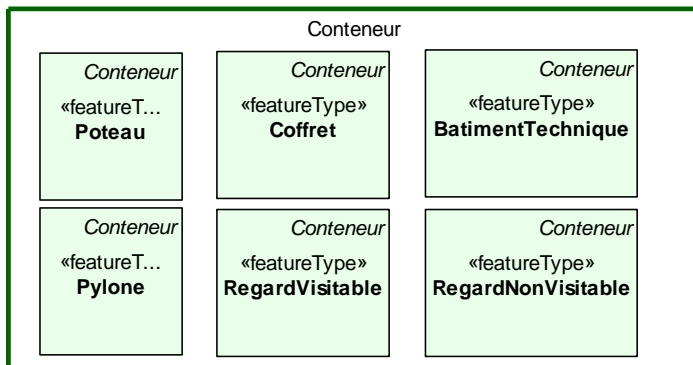 Conteneur
Conteneur
«featureT...
Poteau
Conteneur
«featureType»
Coffret
Conteneur
«featureType»
BatimentTechnique
Conteneur
«featureT...
Pylone
Conteneur
«featureType»
RegardVisitable
Conteneur
«featureType»
RegardNonVisitable